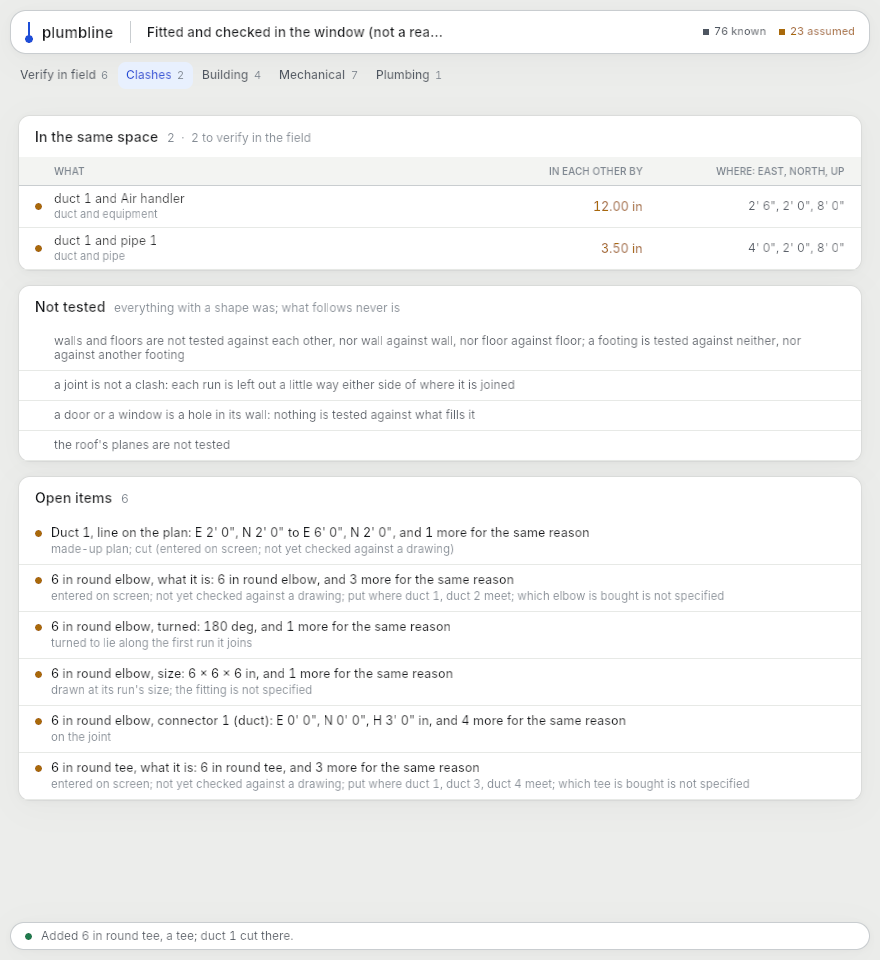 plumbline
Fitted and checked in the window (not a rea...
76 known
23 assumed
Verify in field 6
Clashes 2
Building 4
Mechanical 7
Plumbing 1
In the same space 2 · 2 to verify in the field
WHAT
IN EACH OTHER BY
WHERE: EAST, NORTH, UP
duct 1 and Air handler
duct and equipment
12.00 in
2' 6", 2' 0", 8' 0"
duct 1 and pipe 1
duct and pipe
3.50 in
4' 0", 2' 0", 8' 0"
Not tested everything with a shape was; what follows never is
walls and floors are not tested against each other, nor wall against wall, nor floor against floor; a footing is tested against neither, nor
against another footing
a joint is not a clash: each run is left out a little way either side of where it is joined
a door or a window is a hole in its wall: nothing is tested against what fills it
the roof's planes are not tested
Open items 6
Duct 1, line on the plan: E 2' 0", N 2' 0" to E 6' 0", N 2' 0", and 1 more for the same reason
made-up plan; cut (entered on screen; not yet checked against a drawing)
6 in round elbow, what it is: 6 in round elbow, and 3 more for the same reason
entered on screen; not yet checked against a drawing; put where duct 1, duct 2 meet; which elbow is bought is not specified
6 in round elbow, turned: 180 deg, and 1 more for the same reason
turned to lie along the first run it joins
6 in round elbow, size: 6 × 6 × 6 in, and 1 more for the same reason
drawn at its run's size; the fitting is not specified
6 in round elbow, connector 1 (duct): E 0' 0", N 0' 0", H 3' 0" in, and 4 more for the same reason
on the joint
6 in round tee, what it is: 6 in round tee, and 3 more for the same reason
entered on screen; not yet checked against a drawing; put where duct 1, duct 3, duct 4 meet; which tee is bought is not specified
Added 6 in round tee, a tee; duct 1 cut there.